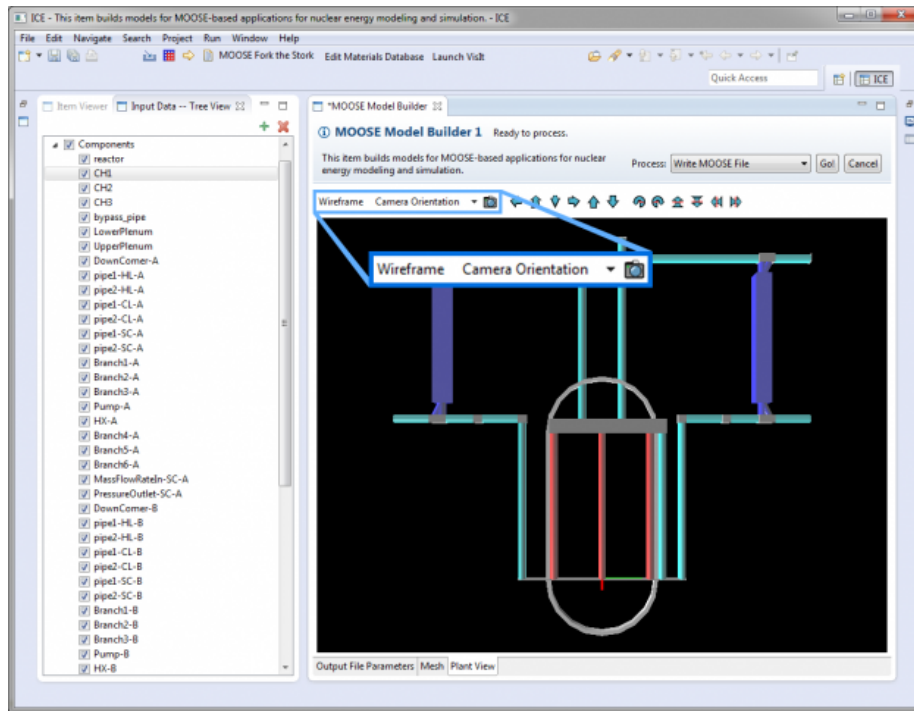 ICE - This item builds models for MOOSE-based applications for nuclear energy modeling and simulation. - ICE
File Edit Navigate Search Project Run Window Help
MOOSE Fork the Stork Edit Materials Database Launch VisIt
Quick Access
ICE
Item Viewer
Input Data -- Tree View
Components
reactor
CH1
CH2
CH3
bypass_pipe
LowerPlenum
UpperPlenum
DownComer-A
pipe1-HL-A
pipe2-HL-A
pipe1-CL-A
pipe2-CL-A
pipe1-SC-A
pipe2-SC-A
Branch1-A
Branch2-A
Branch3-A
Pump-A
HX-A
Branch4-A
Branch5-A
Branch6-A
MassFlowRateIn-SC-A
PressureOutlet-SC-A
DownComer-B
pipe1-HL-B
pipe2-HL-B
pipe1-CL-B
pipe2-CL-B
pipe1-SC-B
pipe2-SC-B
Branch1-B
Branch2-B
Branch3-B
Pump-B
HX-B
*MOOSE Model Builder
MOOSE Model Builder 1 Ready to process.
This item builds models for MOOSE-based applications for nuclear
energy modeling and simulation.
Process: Write MOOSE File Go! Cancel
Wireframe Camera Orientation
Wireframe Camera Orientation
Output File Parameters Mesh Plant View